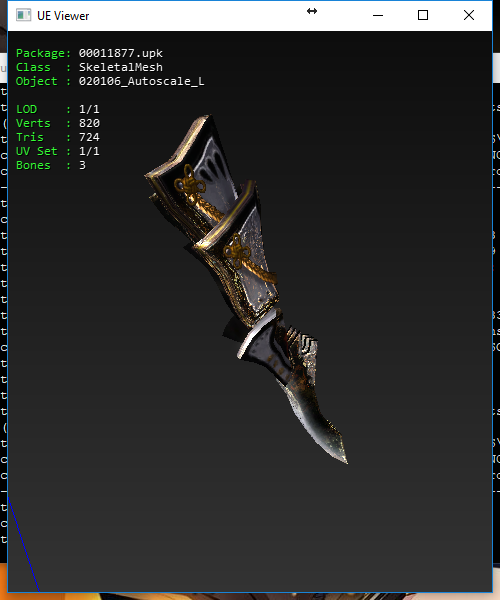 UE Viewer
Package: 00011877.upk
Class : SkeletalMesh
Object : 020106_Autoscale_L
LOD : 1/1
Verts : 820
Tris : 724
UV Set : 1/1
Bones : 3